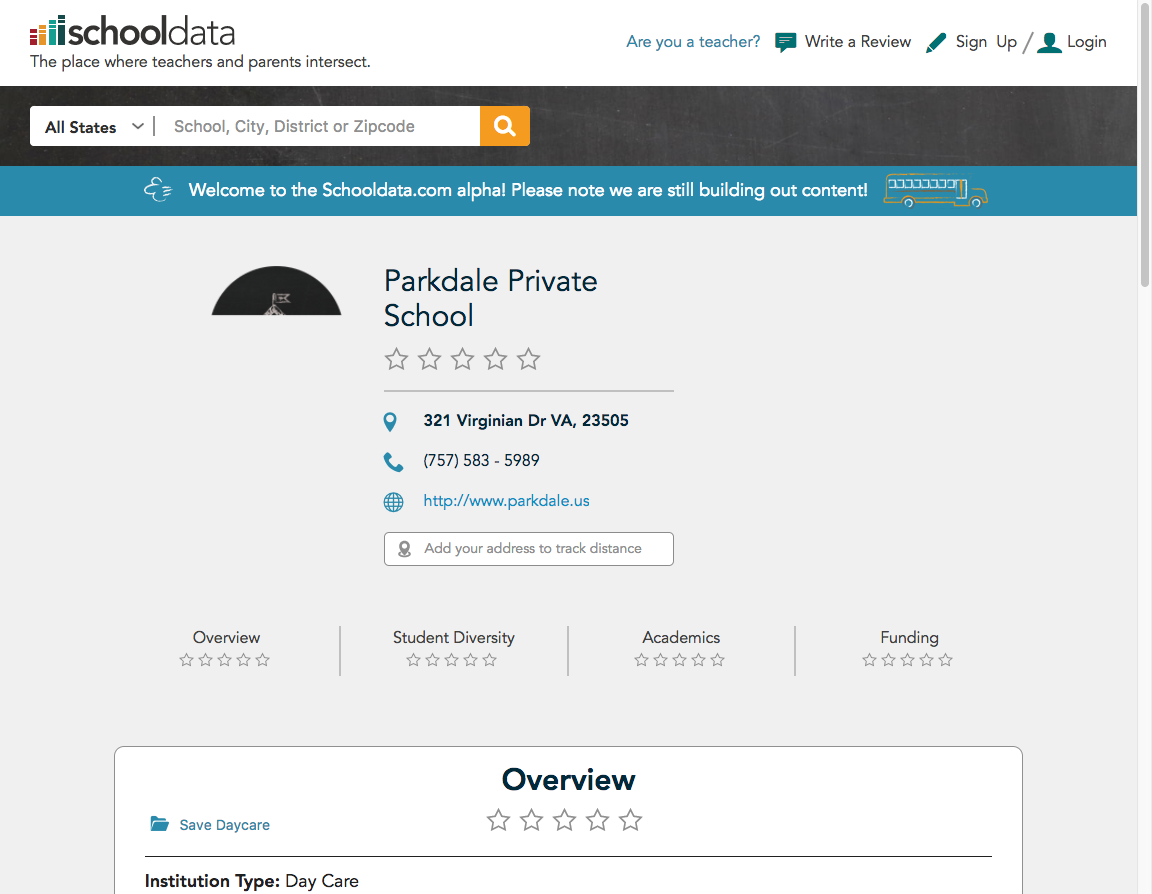 schooldata
The place where teachers and parents intersect.
Are you a teacher? Write a Review Sign Up / Login
All States School, City, District or Zipcode
Welcome to the Schooldata.com alpha! Please note we are still building out content!
Parkdale Private
School
321 Virginian Dr VA, 23505
(757) 583 - 5989
http://www.parkdale.us
Add your address to track distance
Overview Student Diversity Academics Funding
Overview
Save Daycare
Institution Type: Day Care